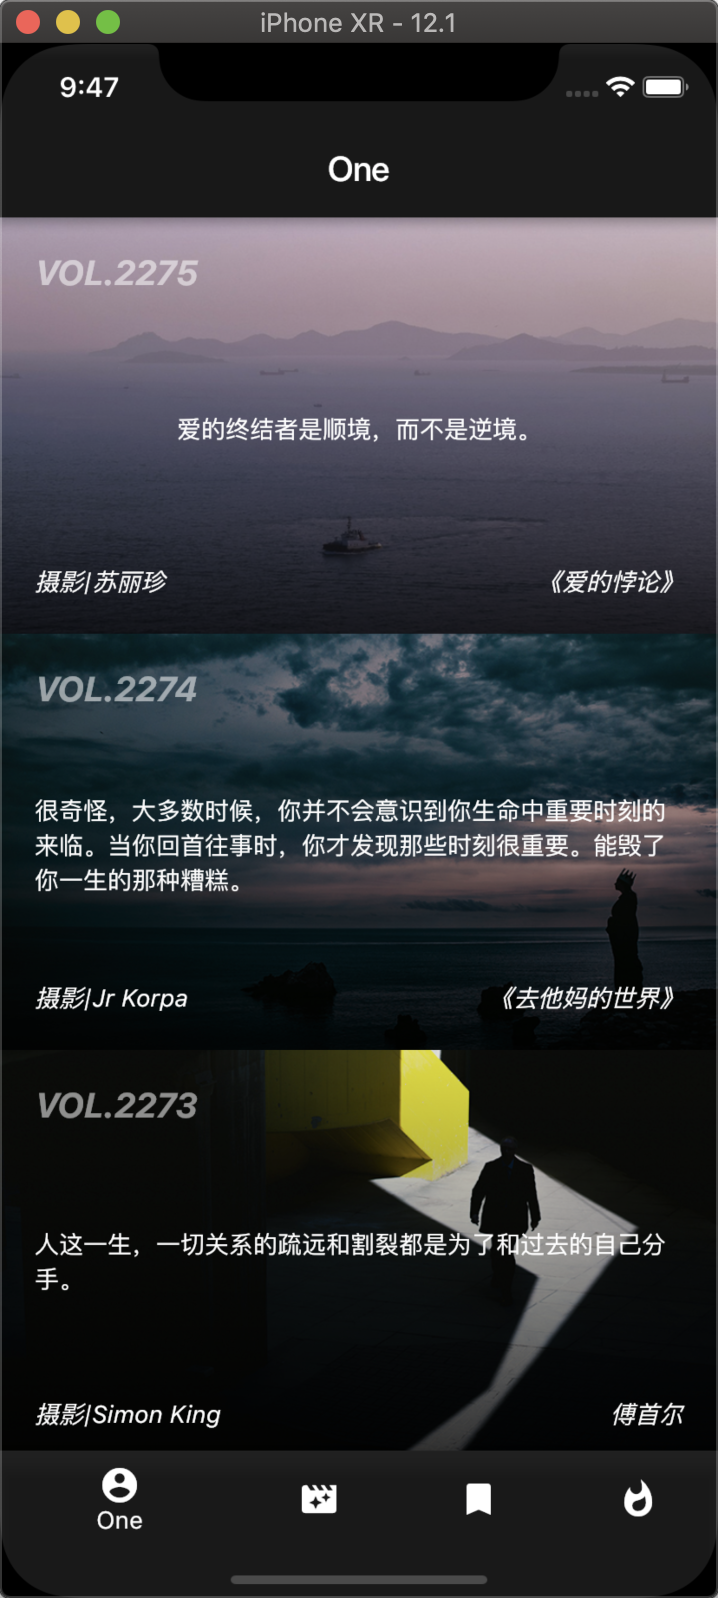 iPhone XR - 12.1
9:47
One
VOL.2275
爱的终结者是顺境，而不是逆境。
摄影|苏丽珍
《爱的悖论》
VOL.2274
很奇怪，大多数时候，你并不会意识到你生命中重要时刻的
来临。当你回首往事时，你才发现那些时刻很重要。能毁了
你一生的那种糟糕。
摄影|Jr Korpa
《去他妈的世界》
VOL.2273
人这一生，一切关系的疏远和割裂都是为了和过去的自己分
手。
摄影|Simon King
傅首尔
One